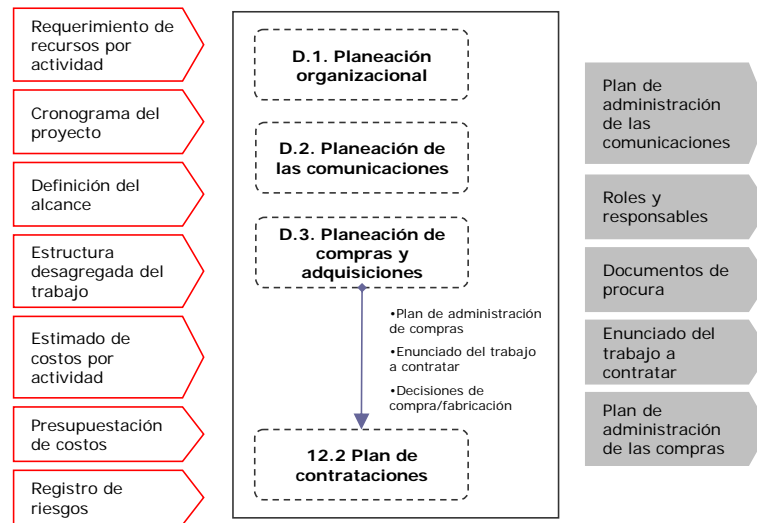 Requerimiento de
recursos por
actividad
Cronograma del
proyecto
Definición del
alcance
Estructura
desagregada del
trabajo
Estimado de
costos por
actividad
Presupuestación
de costos
Registro de
riesgos
D.1. Planeación
organizacional
D.2. Planeación de
las comunicaciones
D.3. Planeación de
compras y
adquisiciones
•Plan de administración
de compras
•Enunciado del trabajo
a contratar
•Decisiones de
compra/fabricación
12.2 Plan de
contrataciones
Plan de
administración
de las
comunicaciones
Roles y
responsables
Documentos de
procura
Enunciado del
trabajo a
contratar
Plan de
administración
de las compras